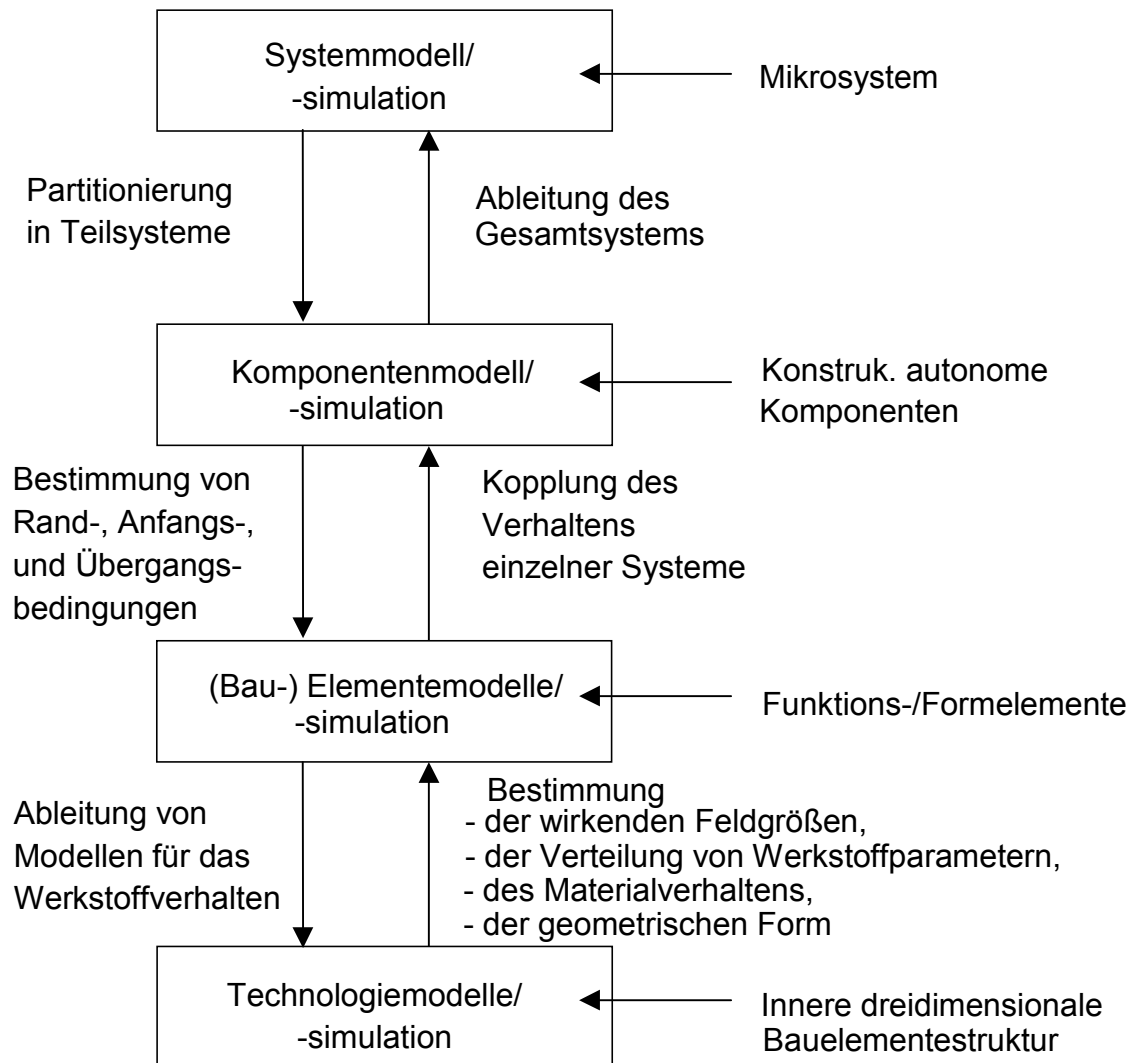 Systemmodell/
-simulation
Mikrosystem
Partitionierung
in Teilsysteme
Ableitung des
Gesamtsystems
Komponentenmodell/
-simulation
Konstruk. autonome
Komponenten
Bestimmung von
Rand-, Anfangs-,
und Übergangs-
bedingungen
Kopplung des
Verhaltens
einzelner Systeme
(Bau-) Elementemodelle/
-simulation
Funktions-/Formelemente
Ableitung von
Modellen für das
Werkstoffverhalten
Bestimmung
- der wirkenden Feldgrößen,
- der Verteilung von Werkstoffparametern,
- des Materialverhaltens,
- der geometrischen Form
Technologiemodelle/
-simulation
Innere dreidimensionale
Bauelementestruktur